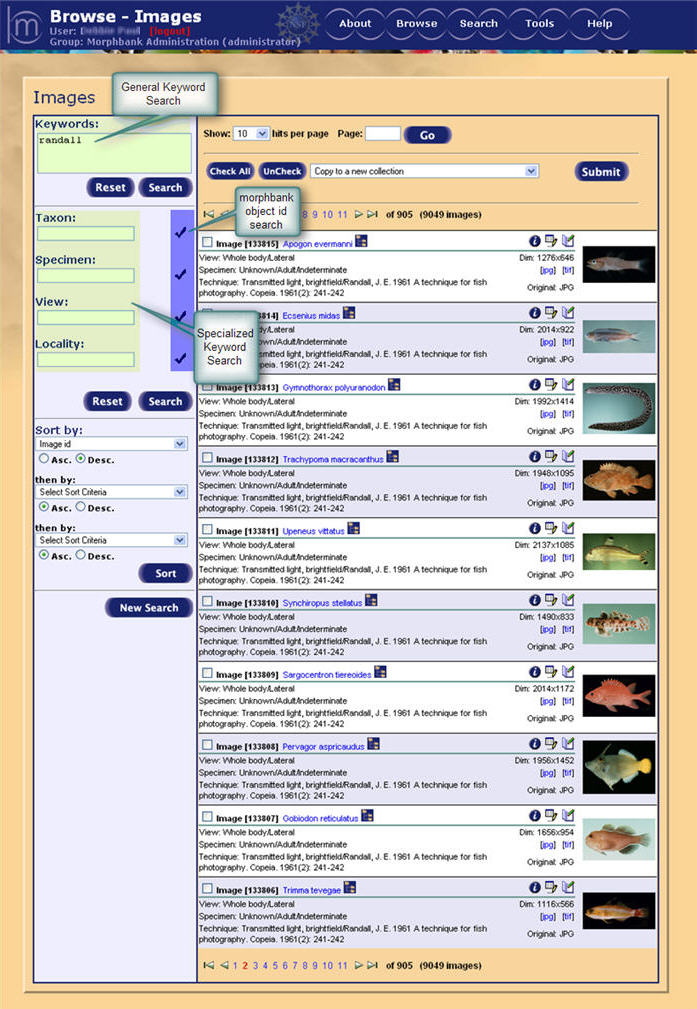 Browse - Images
User: [logout]
Group: Morphbank Administration (administrator)
About Browse Search Tools Help
Images
General Keyword
Search
Keywords:
randall
Reset Search
Taxon:
Specimen:
View:
Locality:
morphbank
object id
search
Specialized
Keyword
Search
Reset Search
Sort by:
Image id
Asc. Desc.
then by:
Select Sort Criteria
Asc. Desc.
then by:
Select Sort Criteria
Asc. Desc.
Sort
New Search
Show: 10 hits per page Page: Go
Check All UnCheck Copy to a new collection Submit
8 9 10 11 of 905 (9049 images)
Image [133815] Apogon evermanni
View: Whole body/Lateral
Specimen: Unknown/Adult/Indeterminate
Technique: Transmitted light, brightfield/Randall, J. E. 1961 A technique for fish
photography. Copeia. 1961(2): 241-242
Dim: 1276x646
[jpg] [tif]
Original: JPG
814] Ecsenius midas
body/Lateral
Unknown/Adult/Indeterminate
Transmitted light, brightfield/Randall, J. E. 1961 A technique for fish
Copeia. 1961(2): 241-242
Dim: 2014x922
[jpg] [tif]
Original: JPG
Image [133813] Gymnothorax polyuranodon
View: Whole body/Lateral
Specimen: Unknown/Adult/Indeterminate
Technique: Transmitted light, brightfield/Randall, J. E. 1961 A technique for fish
photography. Copeia. 1961(2): 241-242
Dim: 1992x1414
[jpg] [tif]
Original: JPG
Image [133812] Trachypoma macracanthus
View: Whole body/Lateral
Specimen: Unknown/Adult/Indeterminate
Technique: Transmitted light, brightfield/Randall, J. E. 1961 A technique for fish
photography. Copeia. 1961(2): 241-242
Dim: 1948x1095
[jpg] [tif]
Original: JPG
Image [133811] Upeneus vittatus
View: Whole body/Lateral
Specimen: Unknown/Adult/Indeterminate
Technique: Transmitted light, brightfield/Randall, J. E. 1961 A technique for fish
photography. Copeia. 1961(2): 241-242
Dim: 2137x1085
[jpg] [tif]
Original: JPG
Image [133810] Synchiropus stellatus
View: Whole body/Lateral
Specimen: Unknown/Adult/Indeterminate
Technique: Transmitted light, brightfield/Randall, J. E. 1961 A technique for fish
photography. Copeia. 1961(2): 241-242
Dim: 1490x833
[jpg] [tif]
Original: JPG
Image [133809] Sargocentron tiereoides
View: Whole body/Lateral
Specimen: Unknown/Adult/Indeterminate
Technique: Transmitted light, brightfield/Randall, J. E. 1961 A technique for fish
photography. Copeia. 1961(2): 241-242
Dim: 2014x1172
[jpg] [tif]
Original: JPG
Image [133808] Pervagor aspricaudus
View: Whole body/Lateral
Specimen: Unknown/Adult/Indeterminate
Technique: Transmitted light, brightfield/Randall, J. E. 1961 A technique for fish
photography. Copeia. 1961(2): 241-242
Dim: 1956x1452
[jpg] [tif]
Original: JPG
Image [133807] Gobiodon reticulatus
View: Whole body/Lateral
Specimen: Unknown/Adult/Indeterminate
Technique: Transmitted light, brightfield/Randall, J. E. 1961 A technique for fish
photography. Copeia. 1961(2): 241-242
Dim: 1656x954
[jpg] [tif]
Original: JPG
Image [133806] Trimma tevegae
View: Whole body/Lateral
Specimen: Unknown/Adult/Indeterminate
Technique: Transmitted light, brightfield/Randall, J. E. 1961 A technique for fish
photography. Copeia. 1961(2): 241-242
Dim: 1116x566
[jpg] [tif]
Original: JPG
1 2 3 4 5 6 7 8 9 10 11 of 905 (9049 images)